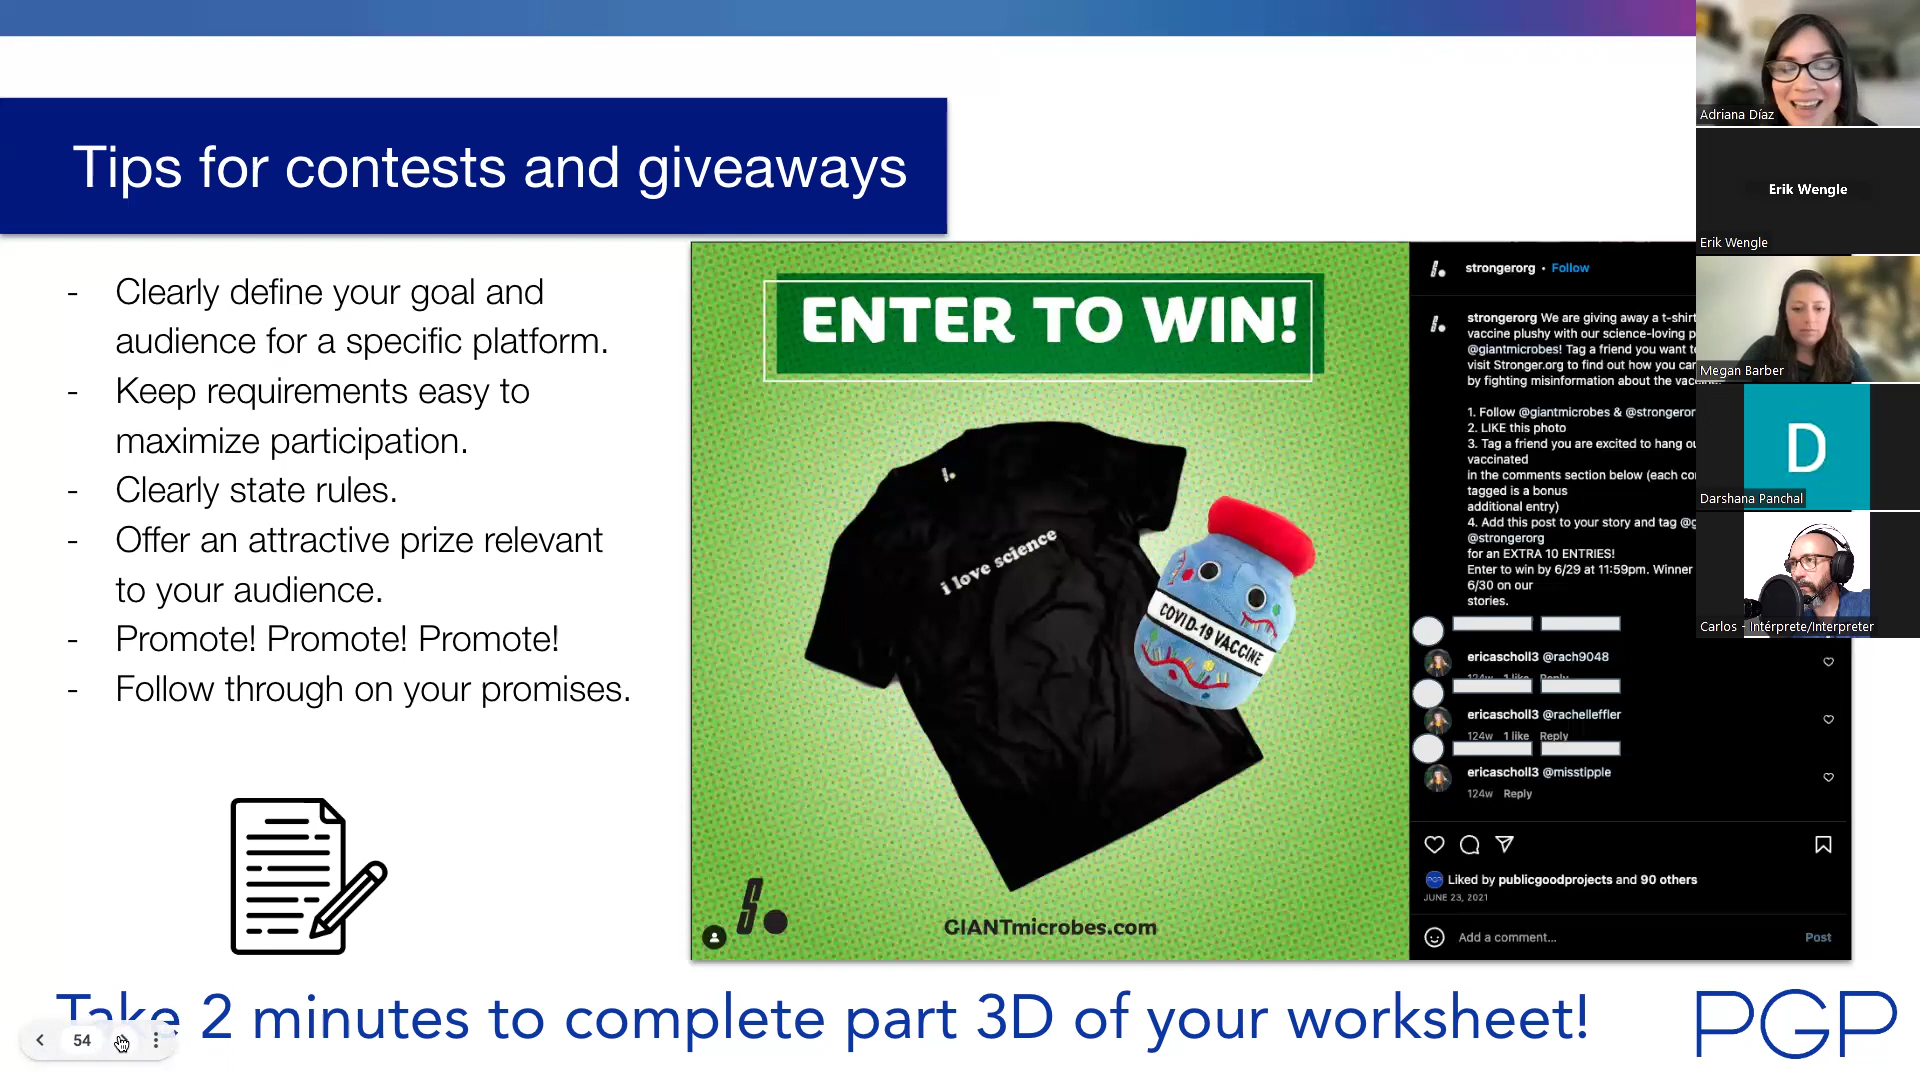 Tips for contests and giveaways
- Clearly define your goal and
audience for a specific platform.
- Keep requirements easy to
maximize participation.
- Clearly state rules.
- Offer an attractive prize relevant
to your audience.
- Promote! Promote! Promote!
- Follow through on your promises.
ENTER TO WIN!
i love science
COVID-19 VACCINE
S.
GIANTmicrobes.com
strongerorg • Follow
strongerorg We are giving away a t-shirt
vaccine plushy with our science-loving
@giantmicrobes! Tag a friend you want
visit Stronger.org to find out how you
by fighting misinformation about the
1. Follow @giantmicrobes &
2. LIKE this photo
3. Tag a friend you are excited to hang
vaccinated
in the comments section below (each
tagged is a bonus
additional entry)
4. Add this post to your story and tag
@strongerorg
for an EXTRA 10 ENTRIES!
Enter to win by 6/29 at 11:59pm. Winner
6/30 on our
stories.
ericascholl3 @rach9048
124w 1 like Reply
ericascholl3 @rachelleffler
124w 1 like Reply
ericascholl3 @misstipple
124w Reply
Liked by publicgoodprojects and 90 others
JUNE 23, 2021
Add a comment... Post
Take 2 minutes to complete part 3D of your worksheet!
PGP
54
Adriana Díaz
Erik Wengle
Erik Wengle
Megan Barber
D
Darshana Panchal
Carlos - Intérprete/Interpreter